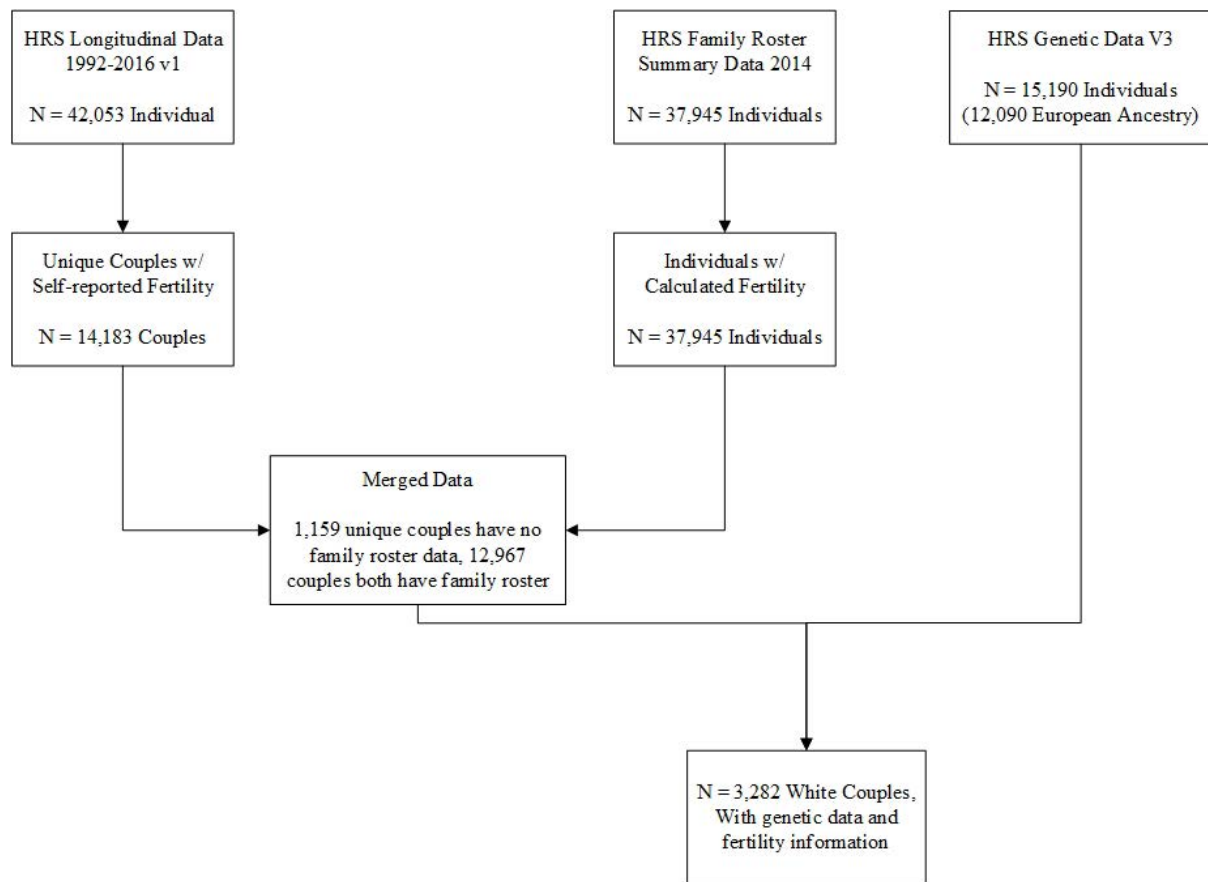 HRS Longitudinal Data
1992-2016 v1
N = 42,053 Individual
HRS Family Roster
Summary Data 2014
N = 37,945 Individuals
HRS Genetic Data V3
N = 15,190 Individuals
(12,090 European Ancestry)
Unique Couples w/
Self-reported Fertility
N = 14,183 Couples
Individuals w/
Calculated Fertility
N = 37,945 Individuals
Merged Data
1,159 unique couples have no
family roster data, 12,967
couples both have family roster
N = 3,282 White Couples,
With genetic data and
fertility information